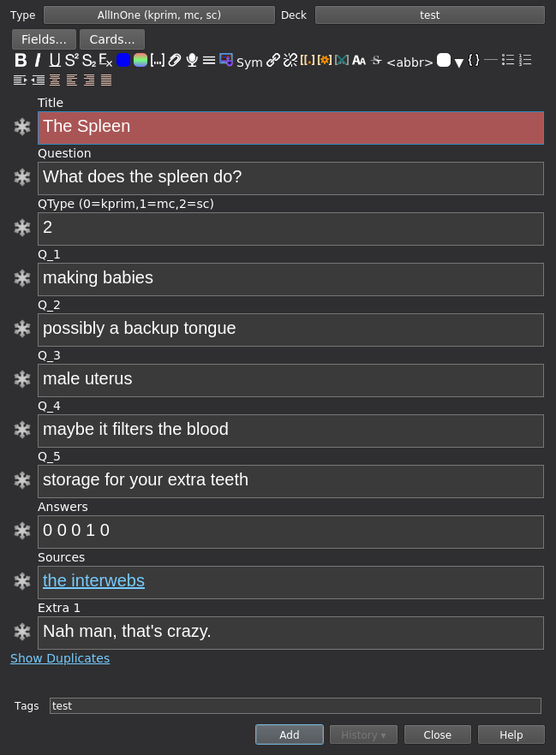 Type AllInOne (kprim, mc, sc) Deck test
Fields... Cards...
B I U S² S₂ Ex [...] Sym [[.] [.] [X] AA S <abbr> ▼ { } —
Title
The Spleen
Question
What does the spleen do?
QType (0=kprim,1=mc,2=sc)
2
Q_1
making babies
Q_2
possibly a backup tongue
Q_3
male uterus
Q_4
maybe it filters the blood
Q_5
storage for your extra teeth
Answers
0 0 0 1 0
Sources
the interwebs
Extra 1
Nah man, that's crazy.
Show Duplicates
Tags test
Add History ▾ Close Help